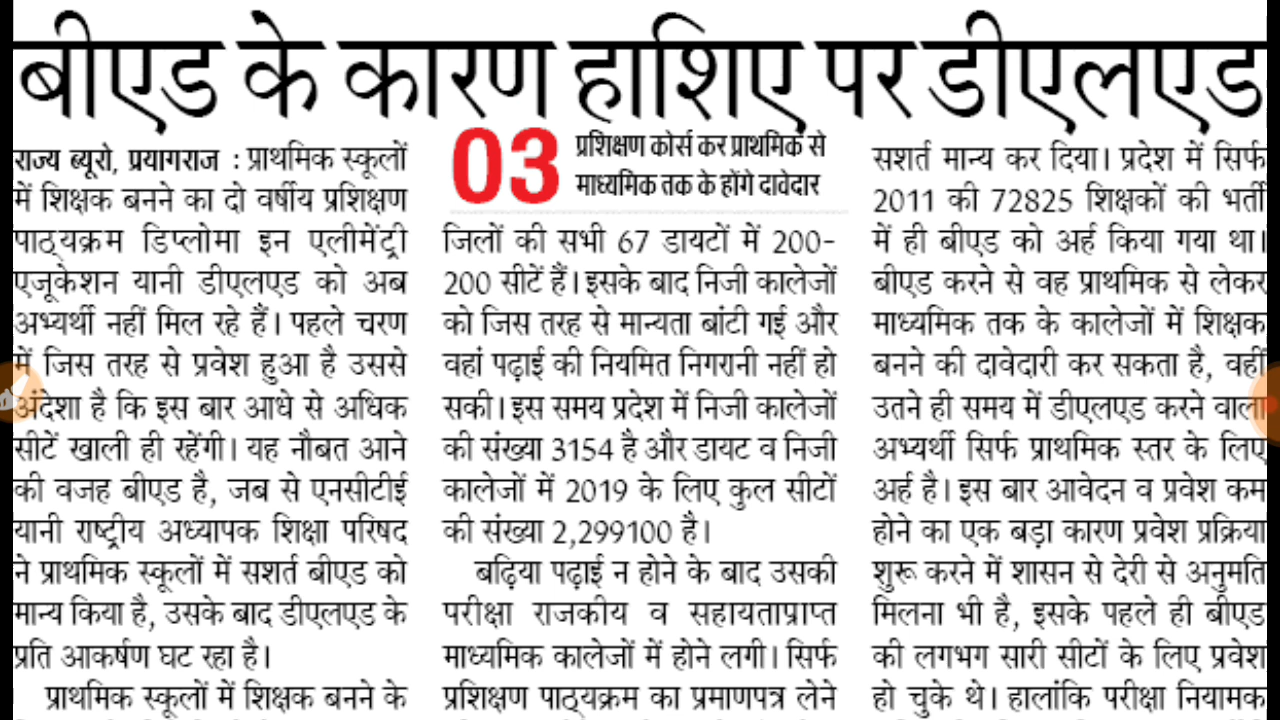 बीएड के कारण हाशिए पर डीएलएड
राज्य ब्यूरो, प्रयागराज : प्राथमिक स्कूलों
में शिक्षक बनने का दो वर्षीय प्रशिक्षण
पाठ्यक्रम डिप्लोमा इन एलीमेंट्री
एजूकेशन यानी डीएलएड को अब
अभ्यर्थी नहीं मिल रहे हैं। पहले चरण
में जिस तरह से प्रवेश हुआ है उससे
अंदेशा है कि इस बार आधे से अधिक
सीटें खाली ही रहेंगी। यह नौबत आने
की वजह बीएड है, जब से एनसीटीई
यानी राष्ट्रीय अध्यापक शिक्षा परिषद
ने प्राथमिक स्कूलों में सशर्त बीएड को
मान्य किया है, उसके बाद डीएलएड के
प्रति आकर्षण घट रहा है।
प्राथमिक स्कूलों में शिक्षक बनने के
03
प्रशिक्षण कोर्स कर प्राथमिक से
माध्यमिक तक के होंगे दावेदार
जिलों की सभी 67 डायटों में 200-
200 सीटें हैं। इसके बाद निजी कालेजों
को जिस तरह से मान्यता बांटी गई और
वहां पढ़ाई की नियमित निगरानी नहीं हो
सकी। इस समय प्रदेश में निजी कालेजों
की संख्या 3154 है और डायट व निजी
कालेजों में 2019 के लिए कुल सीटों
की संख्या 2,299100 है।
बढ़िया पढ़ाई न होने के बाद उसकी
परीक्षा राजकीय व सहायताप्राप्त
माध्यमिक कालेजों में होने लगी। सिर्फ
प्रशिक्षण पाठ्यक्रम का प्रमाणपत्र लेने
सशर्त मान्य कर दिया। प्रदेश में सिर्फ
2011 की 72825 शिक्षकों की भर्ती
में ही बीएड को अर्ह किया गया था।
बीएड करने से वह प्राथमिक से लेकर
माध्यमिक तक के कालेजों में शिक्षक
बनने की दावेदारी कर सकता है, वहीं
उतने ही समय में डीएलएड करने वाला
अभ्यर्थी सिर्फ प्राथमिक स्तर के लिए
अर्ह है। इस बार आवेदन व प्रवेश कम
होने का एक बड़ा कारण प्रवेश प्रक्रिया
शुरू करने में शासन से देरी से अनुमति
मिलना भी है, इसके पहले ही बीएड
की लगभग सारी सीटों के लिए प्रवेश
हो चुके थे। हालांकि परीक्षा नियामक